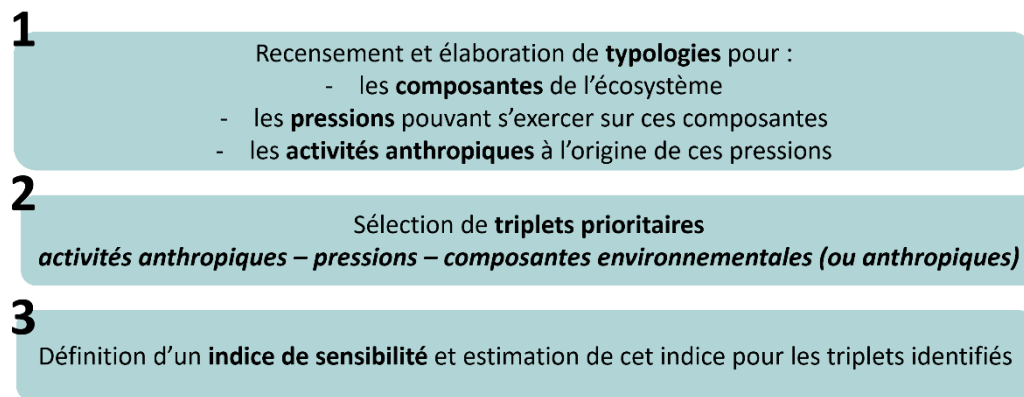 1
Recensement et élaboration de typologies pour :
- les composantes de l'écosystème
- les pressions pouvant s'exercer sur ces composantes
- les activités anthropiques à l'origine de ces pressions
2
Sélection de triplets prioritaires
activités anthropiques – pressions – composantes environnementales (ou anthropiques)
3
Définition d'un indice de sensibilité et estimation de cet indice pour les triplets identifiés